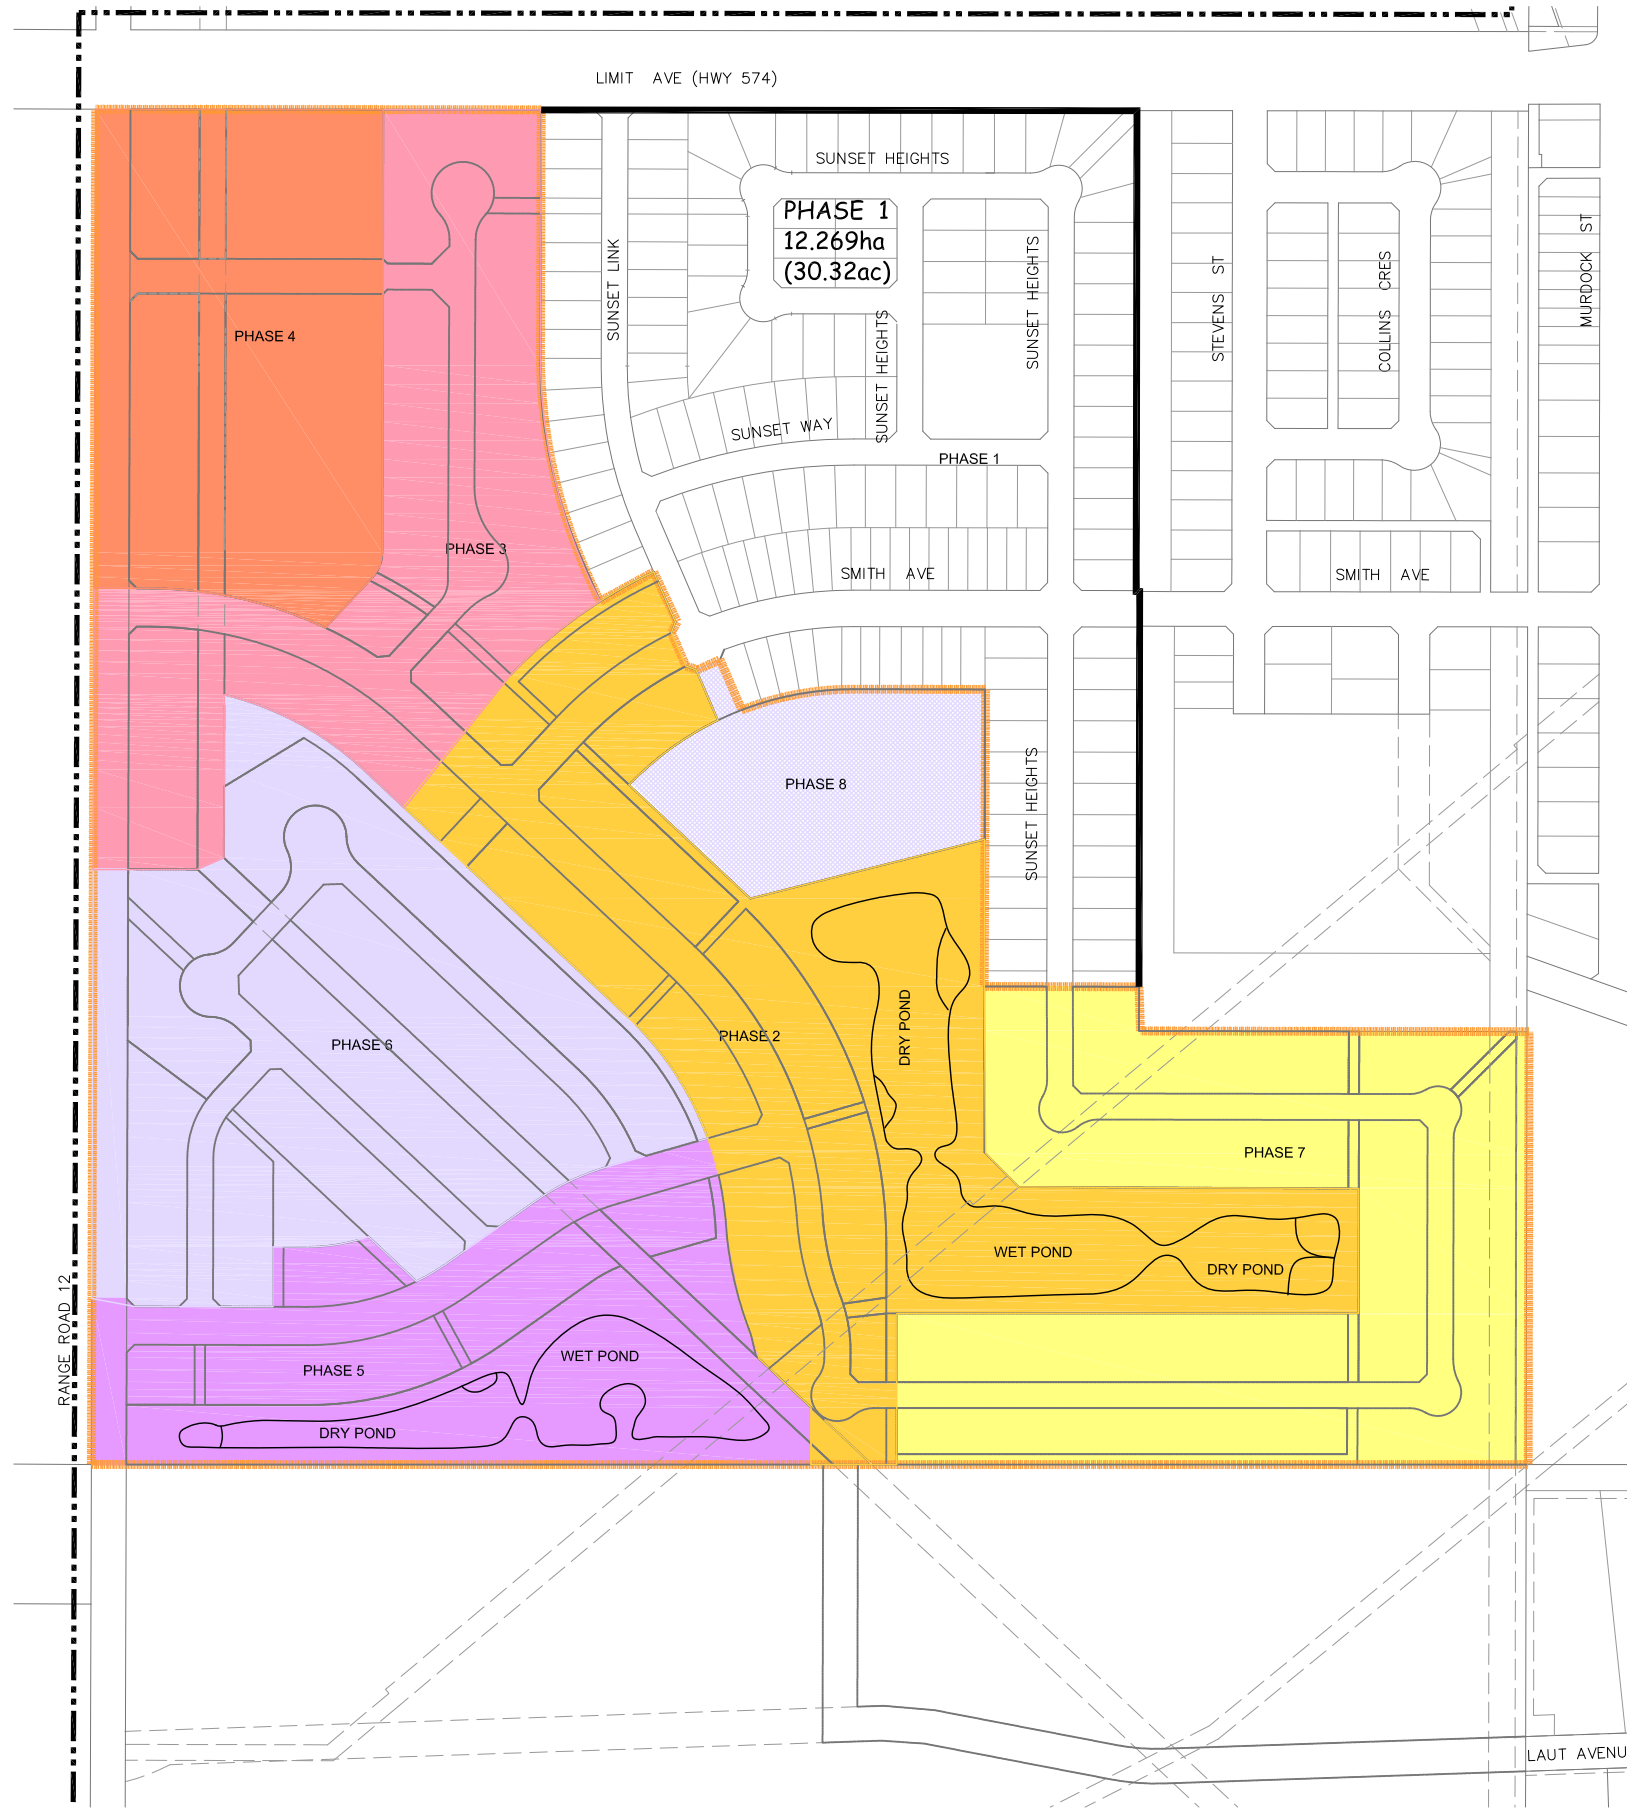 LIMIT AVE (HWY 574)
SUNSET HEIGHTS
PHASE 1
12.269ha
(30.32ac)
SUNSET LINK
SUNSET HEIGHTS
SUNSET HEIGHTS
STEVENS ST
COLLINS CRES
MURDOCK ST
PHASE 4
SUNSET WAY
PHASE 1
PHASE 3
SMITH AVE
SMITH AVE
PHASE 8
SUNSET HEIGHTS
DRY POND
PHASE 2
PHASE 6
PHASE 7
WET POND
DRY POND
RANGE ROAD 12
WET POND
PHASE 5
DRY POND
LAUT AVENU